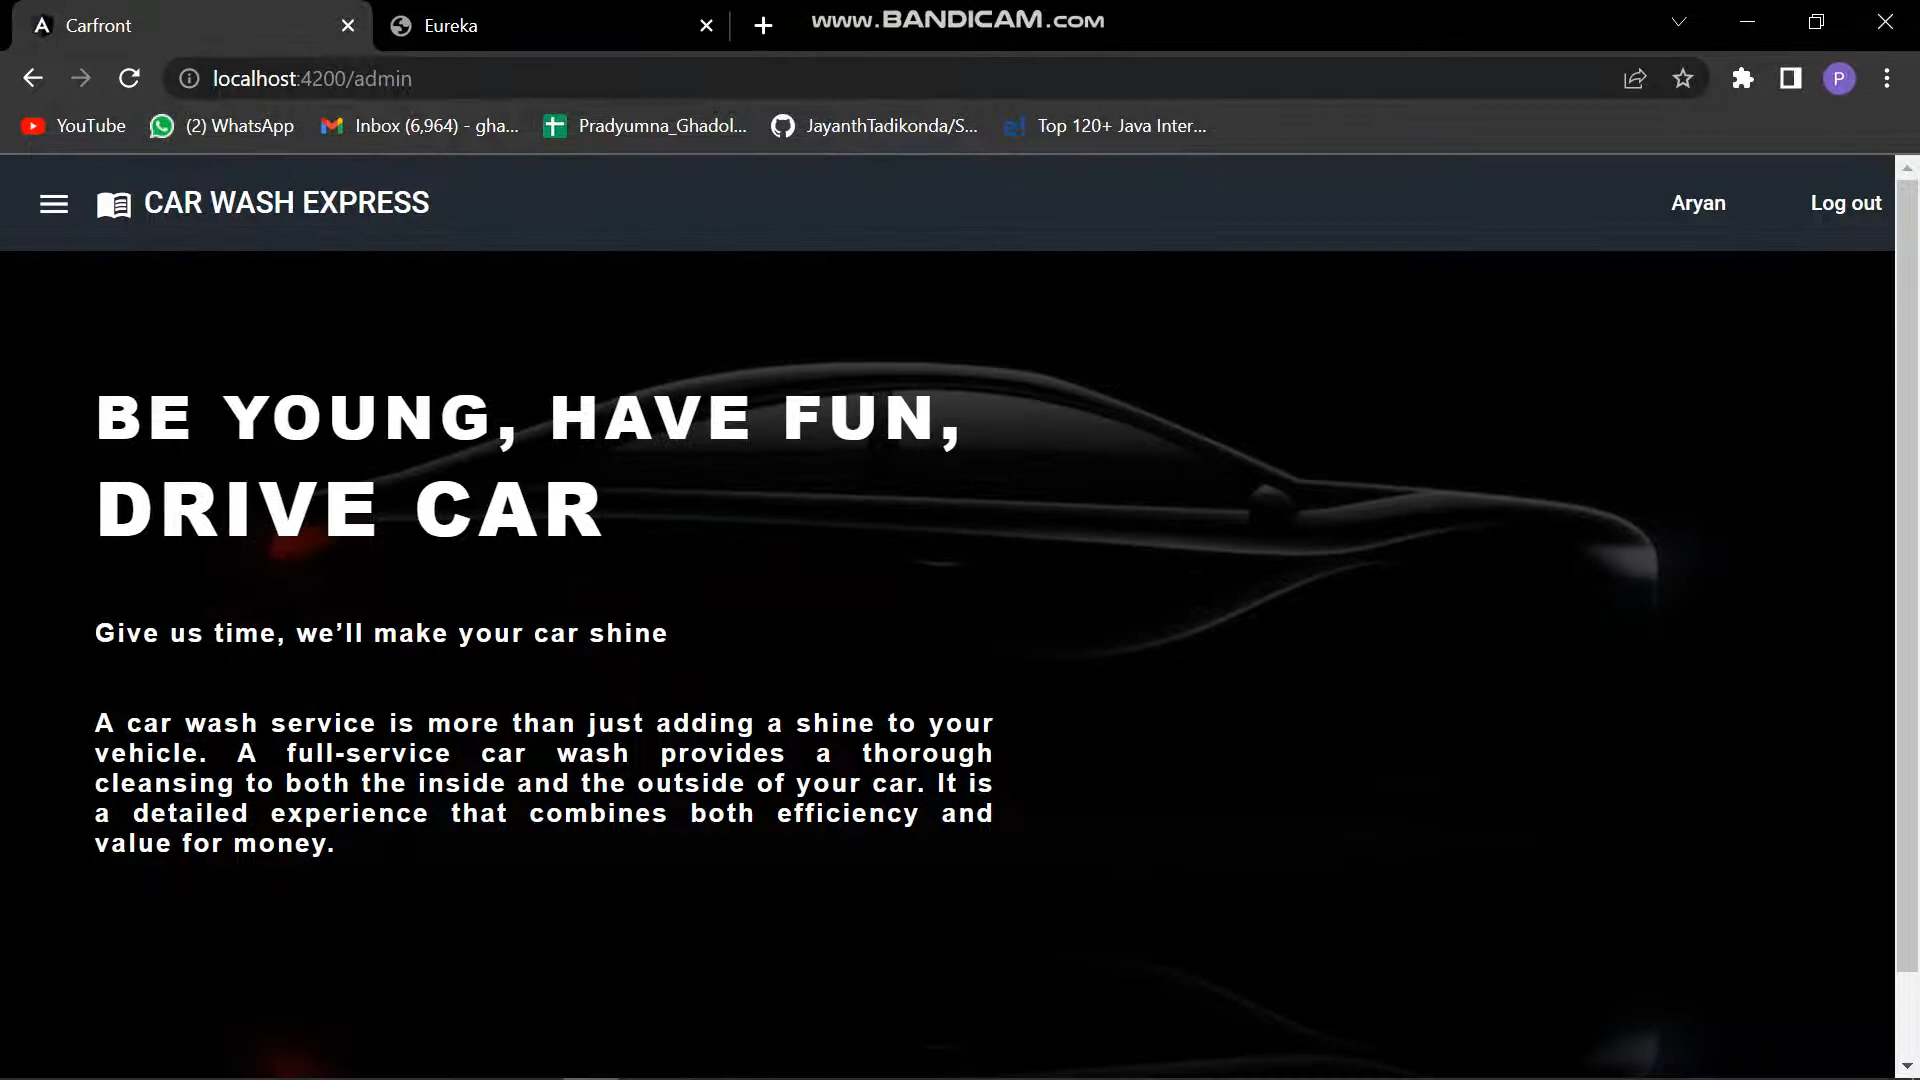 Carfront
Eureka
www.BANDICAM.com
localhost:4200/admin
P
YouTube
(2) WhatsApp
Inbox (6,964) - gha...
Pradyumna_Ghadol...
JayanthTadikonda/S...
e!
Top 120+ Java Inter...
CAR WASH EXPRESS
Aryan
Log out
BE YOUNG, HAVE FUN,
DRIVE CAR
Give us time, we’ll make your car shine
A car wash service is more than just adding a shine to your
vehicle. A full-service car wash provides a thorough
cleansing to both the inside and the outside of your car. It is
a detailed experience that combines both efficiency and
value for money.